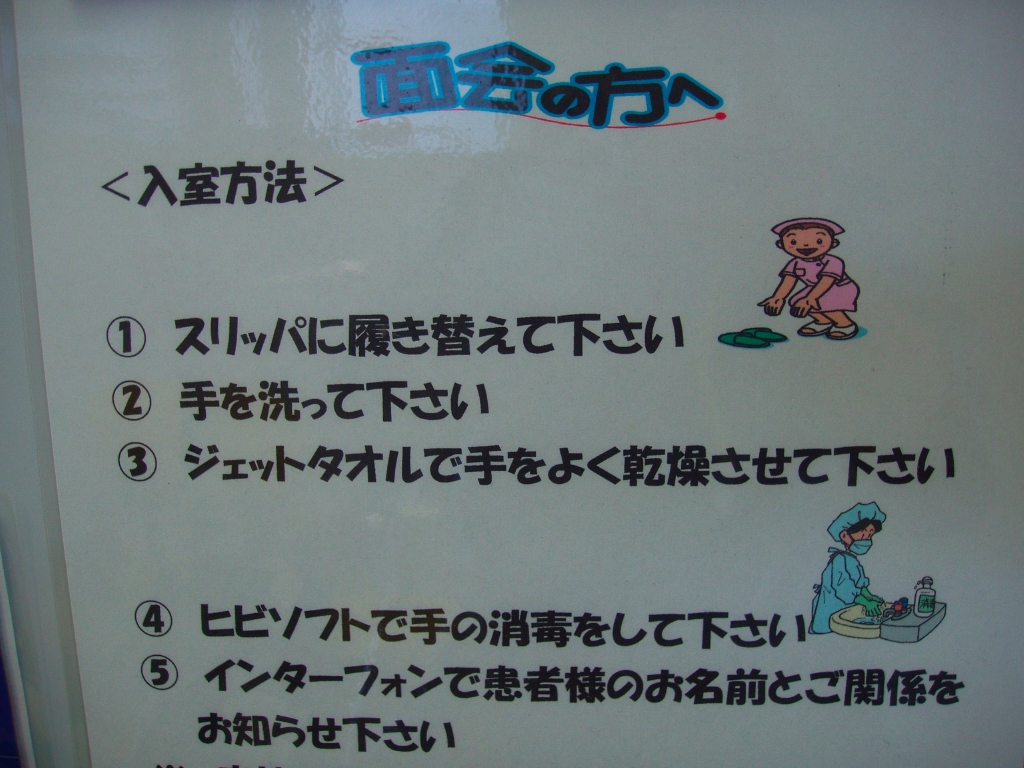 面会の方へ
＜入室方法＞
① スリッパに履き替えて下さい
② 手を洗って下さい
③ ジェットタオルで手をよく乾燥させて下さい
④ ヒビソフトで手の消毒をして下さい
⑤ インターフォンで患者様のお名前とご関係を
お知らせ下さい